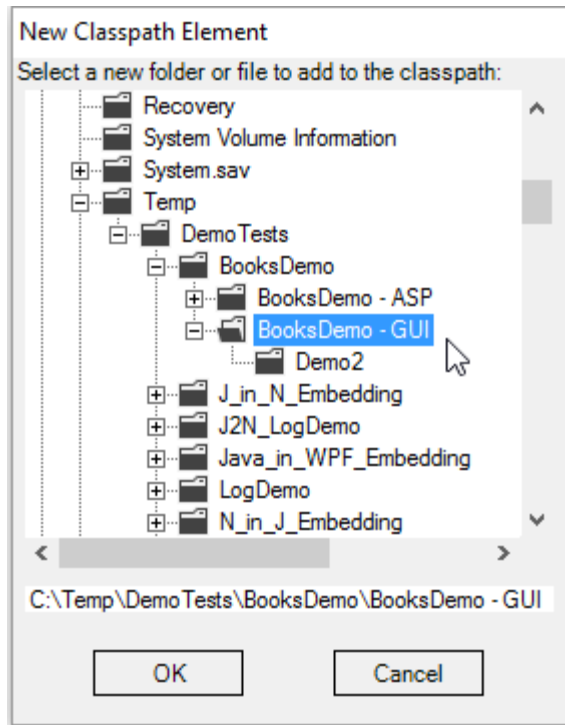 New Classpath Element
Select a new folder or file to add to the classpath:
Recovery
System Volume Information
System.sav
Temp
DemoTests
BooksDemo
BooksDemo - ASP
BooksDemo - GUI
Demo2
J_in_N_Embedding
J2N_LogDemo
Java_in_WPF_Embedding
LogDemo
N_in_J_Embedding
C:\Temp\DemoTests\BooksDemo\BooksDemo - GUI
OK Cancel